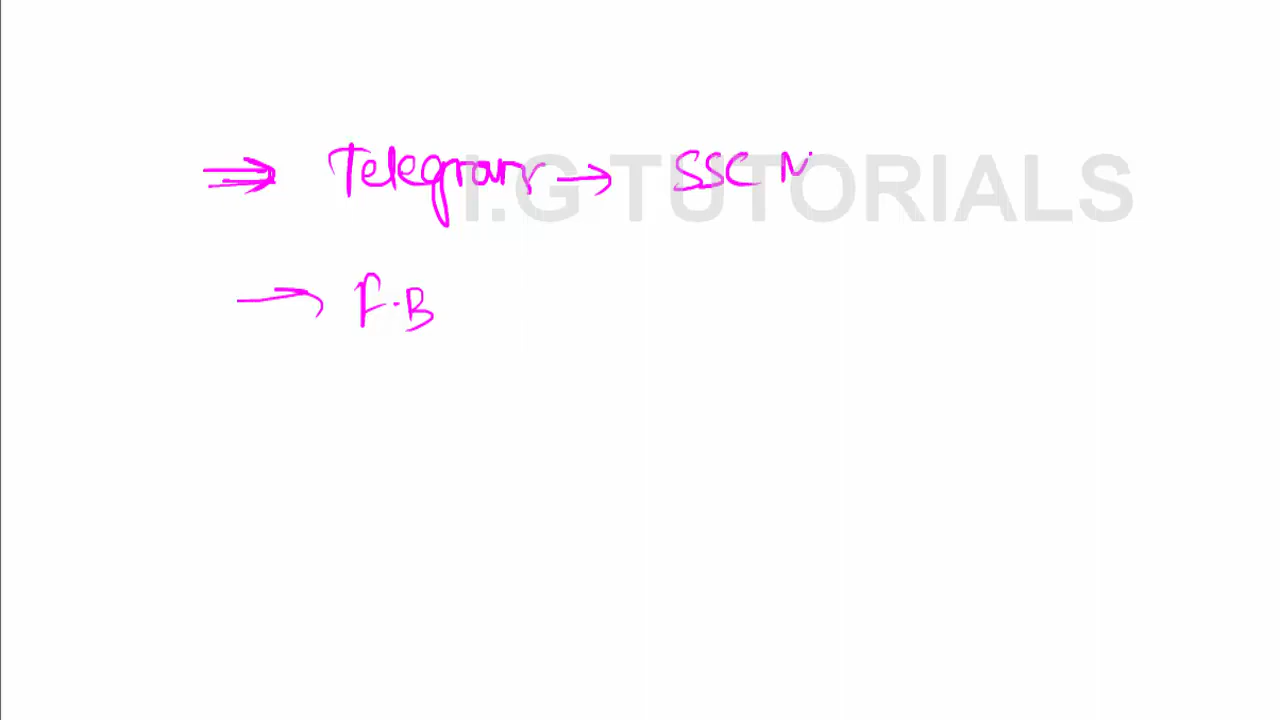 ⇒ Telegram → SSC N
I.G TUTORIALS
→ F.B